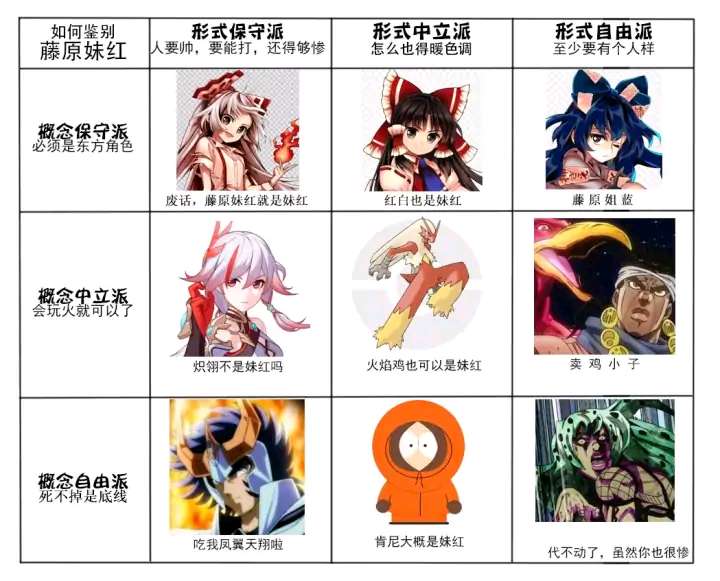 如何鉴别
藤原妹红
形式保守派
人要帅，要能打，还得够惨
形式中立派
怎么也得暖色调
形式自由派
至少要有个人样
概念保守派
必须是东方角色
废话，藤原妹红就是妹红
红白也是妹红
藤原姐蓝
概念中立派
会玩火就可以了
炽翎不是妹红吗
火焰鸡也可以是妹红
卖鸡小子
概念自由派
死不掉是底线
吃我凤翼天翔啦
肯尼大概是妹红
代不动了，虽然你也很惨